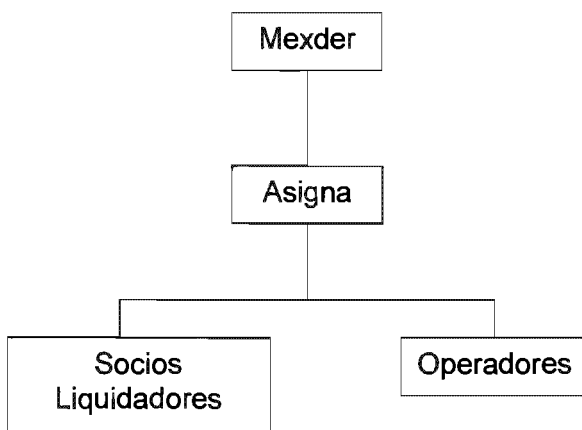 Mexder
Asigna
Socios
Liquidadores
Operadores